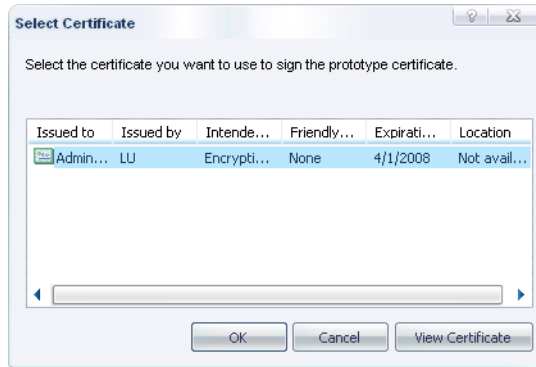 Select Certificate
Select the certificate you want to use to sign the prototype certificate.
Issued to Issued by Intende... Friendly... Expirati... Location
Admin... LU Encrypti... None 4/1/2008 Not avail...
OK Cancel View Certificate